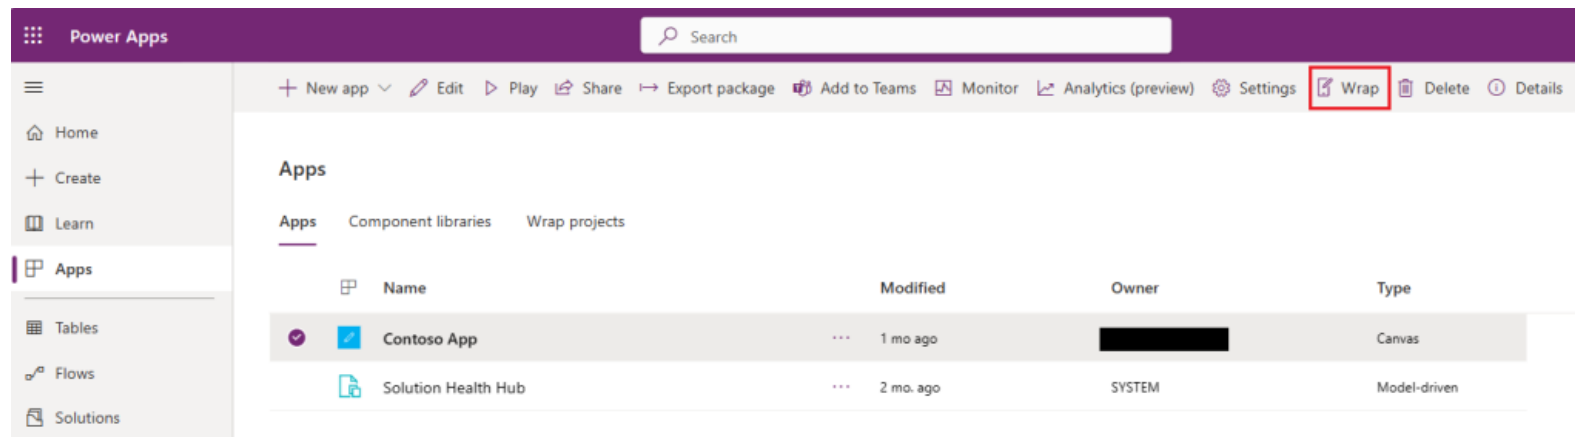 Power Apps
Search
New app Edit Play Share Export package Add to Teams Monitor Analytics (preview) Settings Wrap Delete Details
Home
Create
Learn
Apps
Tables
Flows
Solutions
Apps
Apps Component libraries Wrap projects
Name Modified Owner Type
Contoso App ... 1 mo ago Canvas
Solution Health Hub ... 2 mo. ago SYSTEM Model-driven